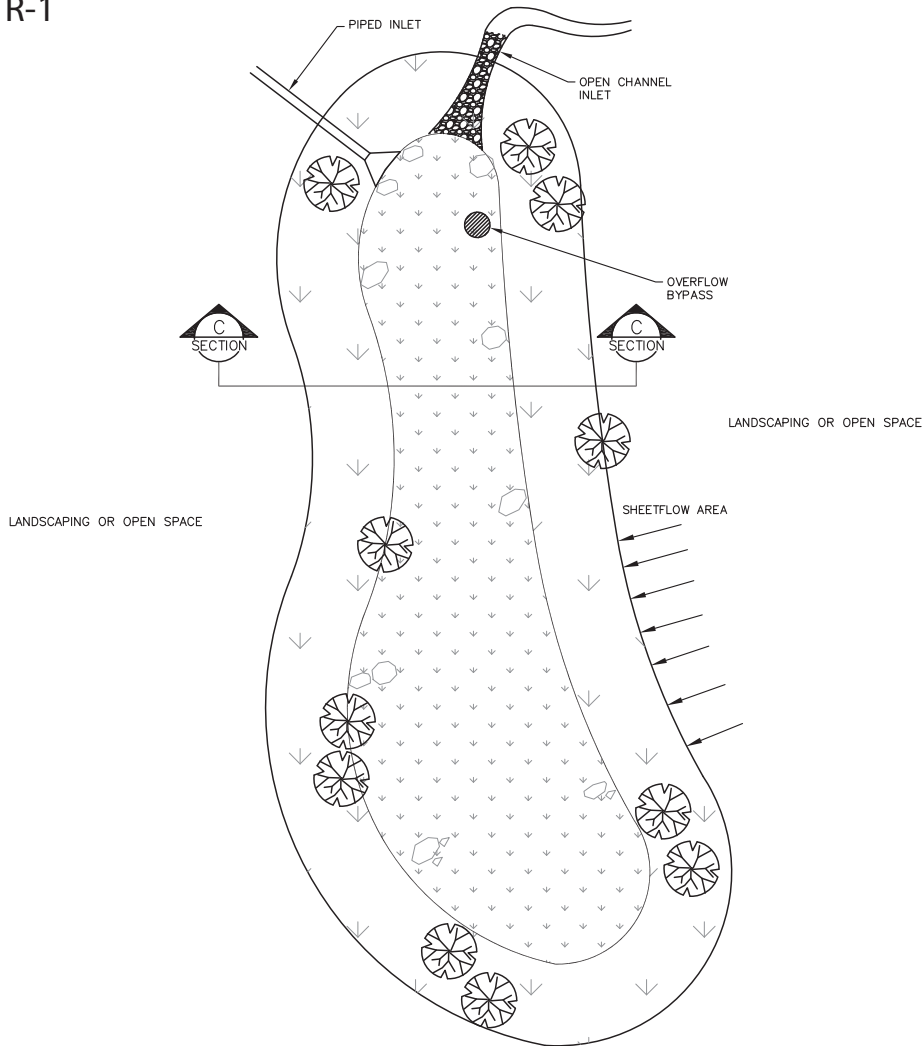 R-1
PIPED INLET
OPEN CHANNEL
INLET
OVERFLOW
BYPASS
C
SECTION
C
SECTION
LANDSCAPING OR OPEN SPACE
SHEETFLOW AREA
LANDSCAPING OR OPEN SPACE